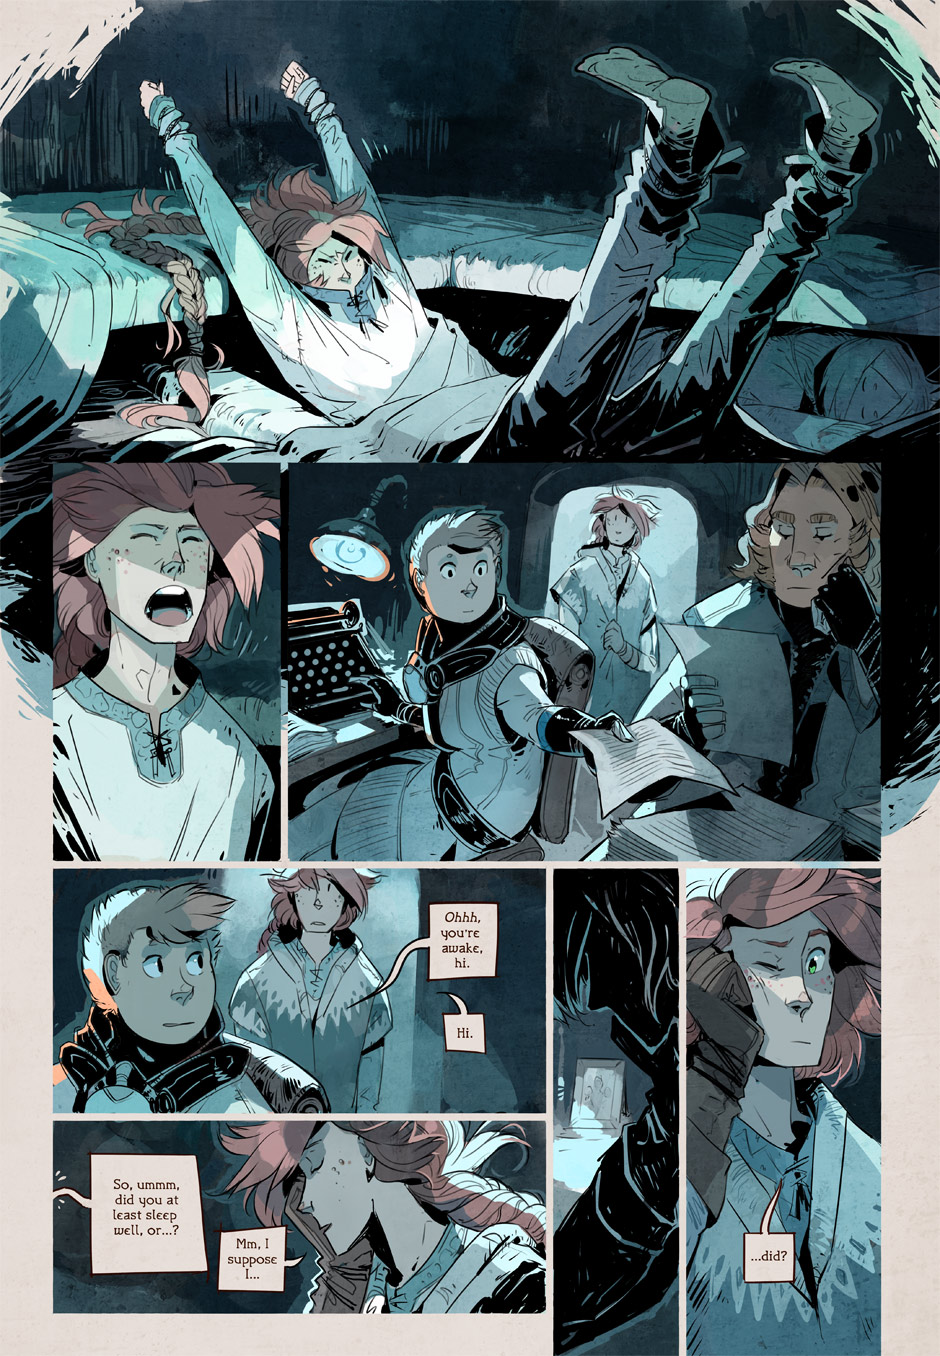 Ohhh,
you're
awake,
hi.
Hi.
So, ummm,
did you at
least sleep
well, or...?
Mm, I
suppose
I...
...did?